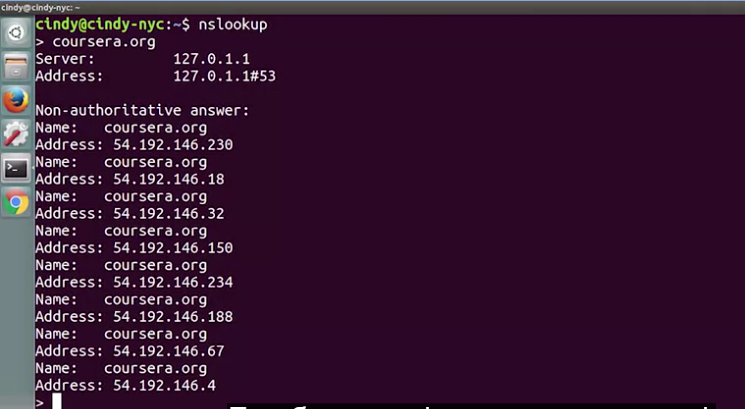 cindy@cindy-nyc: ~
cindy@cindy-nyc:~$ nslookup
> coursera.org
Server:		127.0.1.1
Address:	127.0.1.1#53

Non-authoritative answer:
Name:	coursera.org
Address: 54.192.146.230
Name:	coursera.org
Address: 54.192.146.18
Name:	coursera.org
Address: 54.192.146.32
Name:	coursera.org
Address: 54.192.146.150
Name:	coursera.org
Address: 54.192.146.234
Name:	coursera.org
Address: 54.192.146.188
Name:	coursera.org
Address: 54.192.146.67
Name:	coursera.org
Address: 54.192.146.4
>